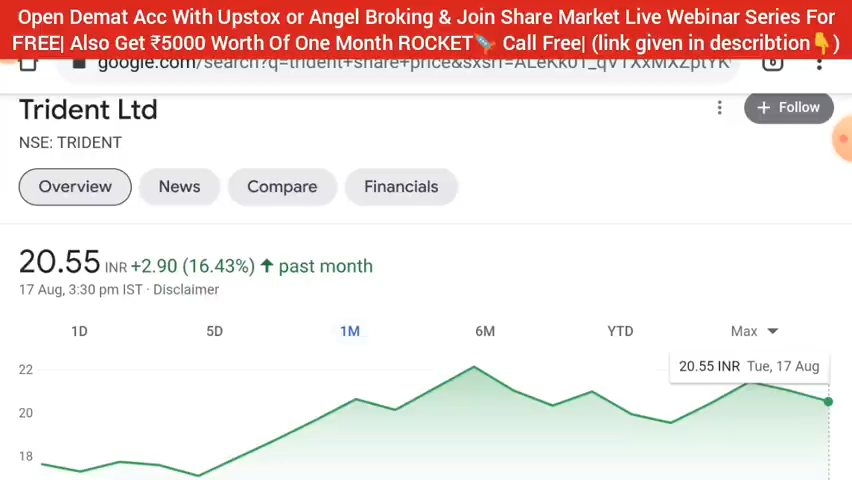 Open Demat Acc With Upstox or Angel Broking & Join Share Market Live Webinar Series For
FREE| Also Get ₹5000 Worth Of One Month ROCKET🚀 Call Free| (link given in describtion👇)
google.com/search?q=trident+share+price&sxsrf=
6
Trident Ltd
+ Follow
NSE: TRIDENT
Overview News Compare Financials
20.55 INR +2.90 (16.43%) ↑ past month
17 Aug, 3:30 pm IST · Disclaimer
1D 5D 1M 6M YTD Max
20.55 INR Tue, 17 Aug
22
20
18